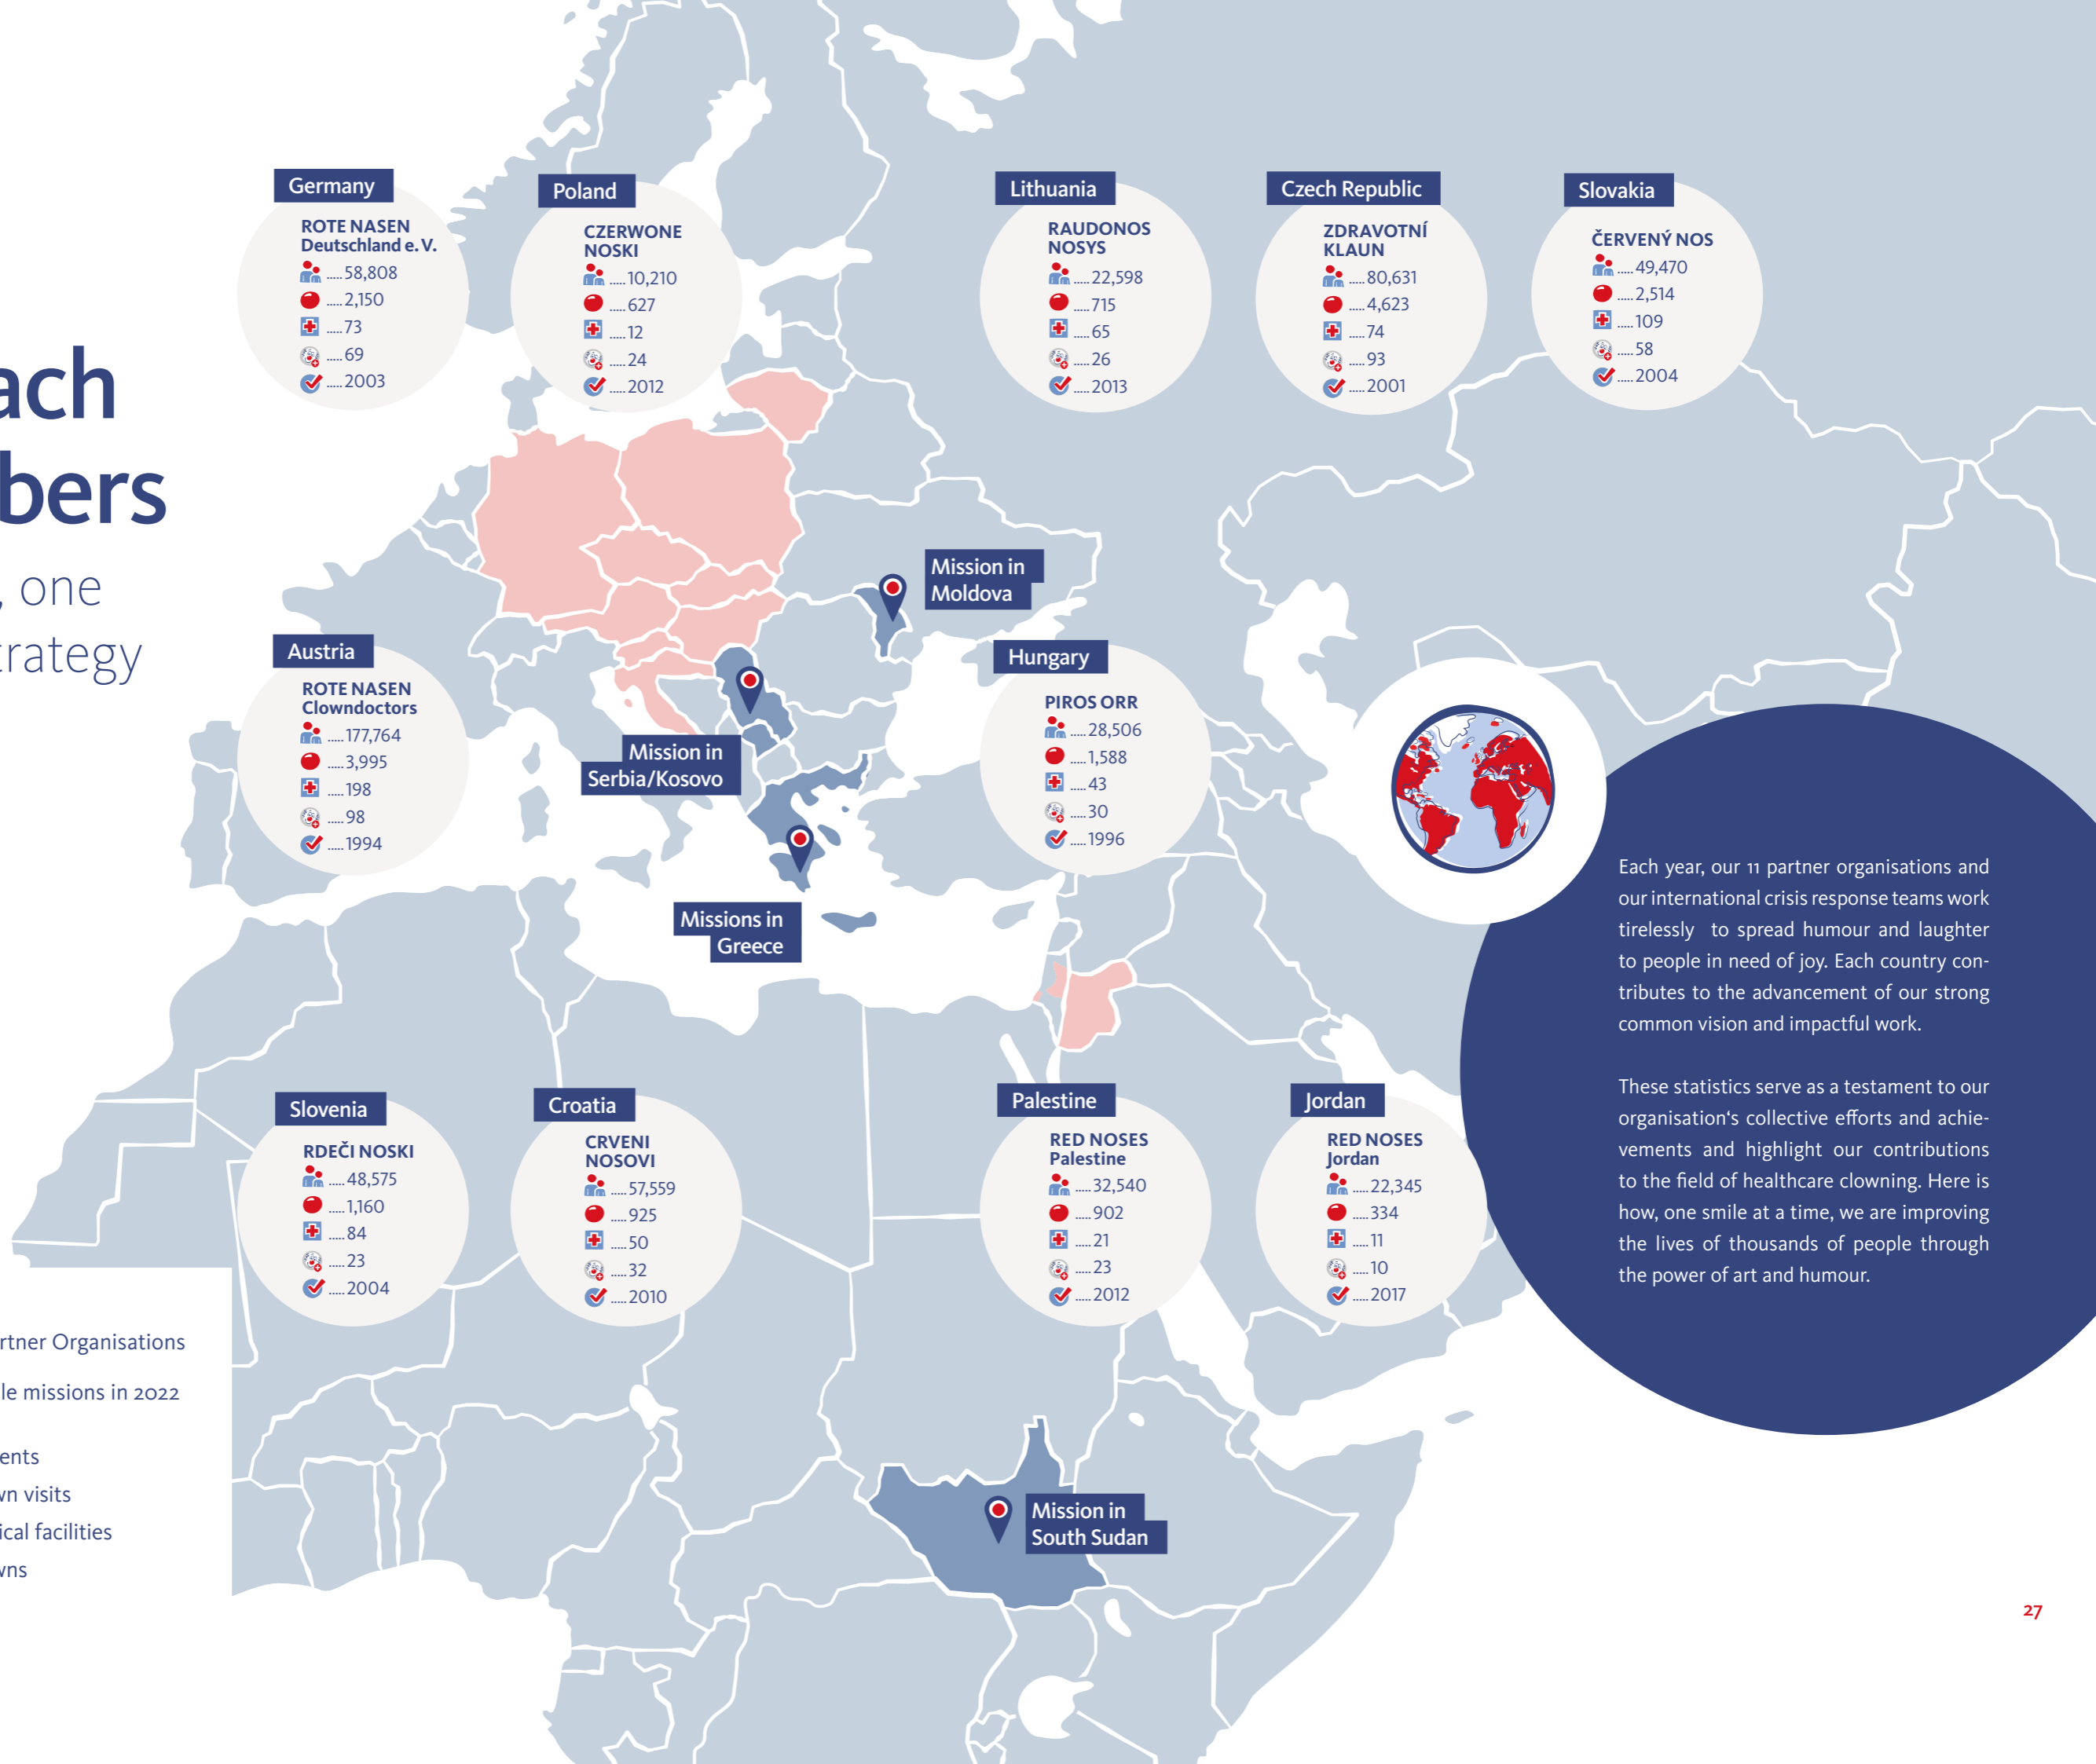 Germany
ROTE NASEN
Deutschland e. V.
.....58,808
.....2,150
.....73
.....69
.....2003
Poland
CZERWONE
NOSKI
.....10,210
.....627
.....12
.....24
.....2012
Lithuania
RAUDONOS
NOSYS
.....22,598
.....715
.....65
.....26
.....2013
Czech Republic
ZDRAVOTNÍ
KLAUN
.....80,631
.....4,623
.....74
.....93
.....2001
Slovakia
ČERVENÝ NOS
.....49,470
.....2,514
.....109
.....58
.....2004
ach
bers
, one
trategy
Mission in
Moldova
Austria
ROTE NASEN
Clowndoctors
.....177,764
.....3,995
.....198
.....98
.....1994
Mission in
Serbia/Kosovo
Hungary
PIROS ORR
.....28,506
.....1,588
.....43
.....30
.....1996
Missions in
Greece
Each year, our 11 partner organisations and
our international crisis response teams work
tirelessly to spread humour and laughter
to people in need of joy. Each country con-
tributes to the advancement of our strong
common vision and impactful work.
These statistics serve as a testament to our
organisation‘s collective efforts and achie-
vements and highlight our contributions
to the field of healthcare clowning. Here is
how, one smile at a time, we are improving
the lives of thousands of people through
the power of art and humour.
Slovenia
RDEČI NOSKI
.....48,575
.....1,160
.....84
.....23
.....2004
Croatia
CRVENI
NOSOVI
.....57,559
.....925
.....50
.....32
.....2010
Palestine
RED NOSES
Palestine
.....32,540
.....902
.....21
.....23
.....2012
Jordan
RED NOSES
Jordan
.....22,345
.....334
.....11
.....10
.....2017
rtner Organisations
le missions in 2022
ents
wn visits
ical facilities
wns
Mission in
South Sudan
27